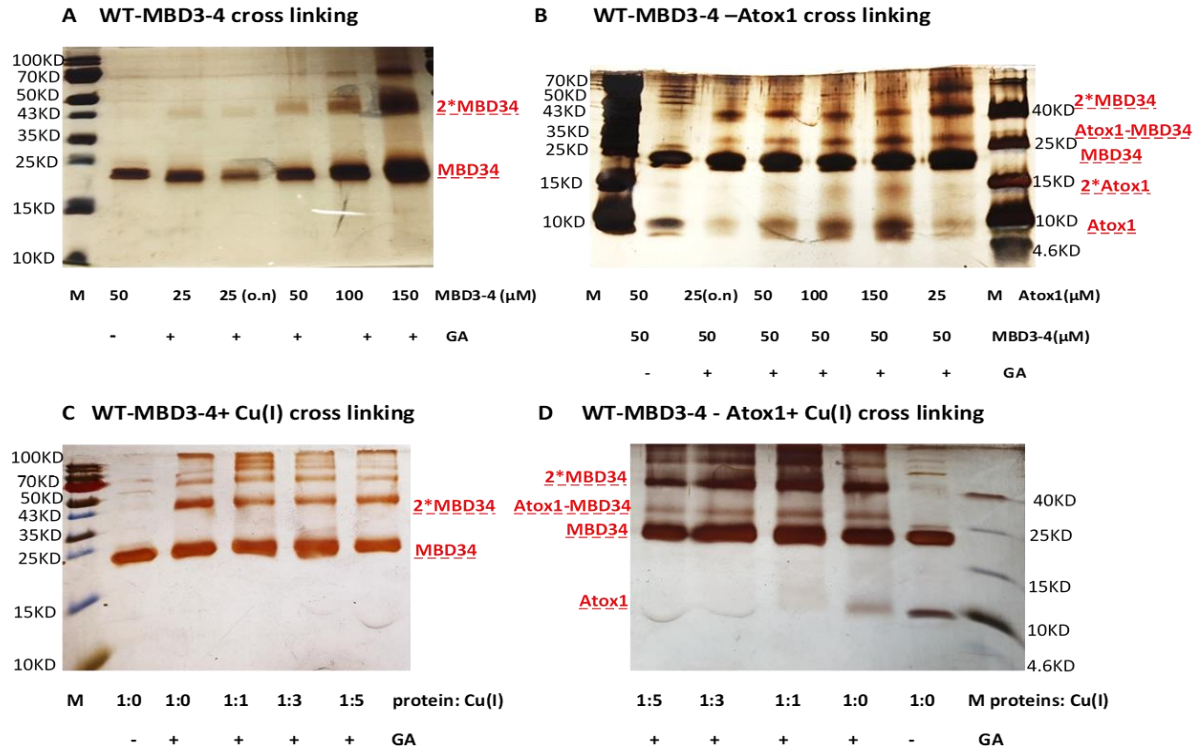 A WT-MBD3-4 cross linking
100KD
70KD
50KD
43KD
35KD
25KD
15KD
10KD
2*MBD34
MBD34
M 50 25 25 (o.n) 50 100 150 MBD3-4 (µM)
- + + + + + GA
B WT-MBD3-4 –Atox1 cross linking
70KD
50KD
43KD
35KD
25KD
15KD
10KD
40KD
25KD
15KD
10KD
4.6KD
2*MBD34
Atox1-MBD34
MBD34
2*Atox1
Atox1
M 50 25(o.n) 50 100 150 25 M Atox1(µM)
50 50 50 50 50 50 MBD3-4(µM)
- + + + + + GA
C WT-MBD3-4+ Cu(I) cross linking
100KD
70KD
50KD
43KD
35KD
25KD
15KD
10KD
2*MBD34
MBD34
M 1:0 1:0 1:1 1:3 1:5 protein: Cu(I)
- + + + + GA
D WT-MBD3-4 - Atox1+ Cu(I) cross linking
2*MBD34
Atox1-MBD34
MBD34
Atox1
40KD
25KD
15KD
10KD
4.6KD
1:5 1:3 1:1 1:0 1:0 M proteins: Cu(I)
+ + + + - GA